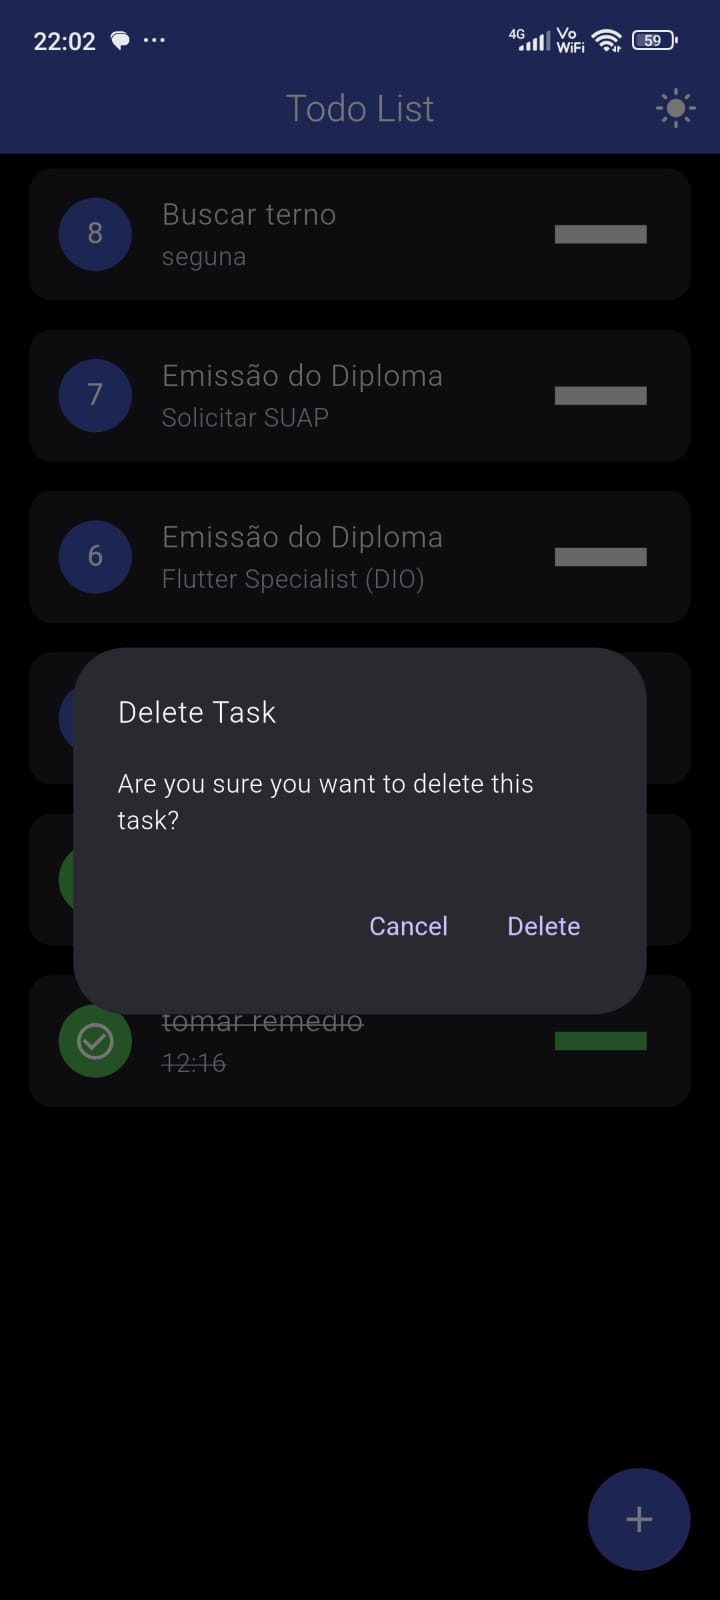 22:02
4G
Vo
WiFi
59
Todo List
8
Buscar terno
seguna
7
Emissão do Diploma
Solicitar SUAP
6
Emissão do Diploma
Flutter Specialist (DIO)
Delete Task
Are you sure you want to delete this
task?
Cancel
Delete
tomar remedio
12:16